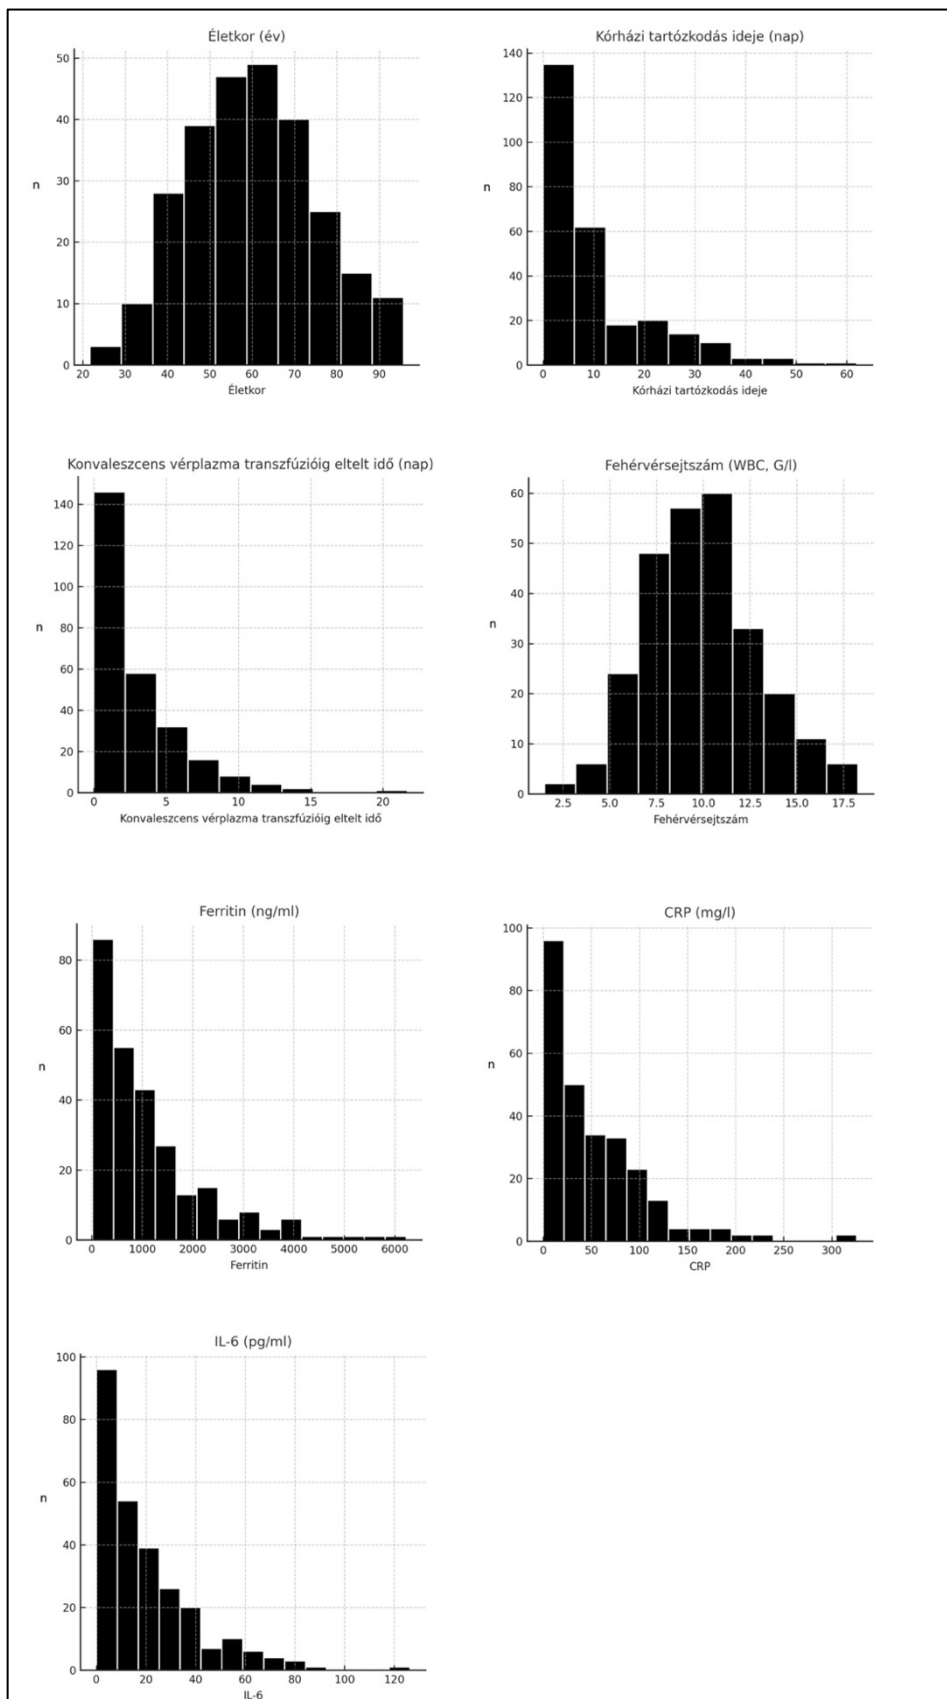 Életkor (év)
50
40
30
n
20
10
0
20 30 40 50 60 70 80 90
Életkor
Kórházi tartózkodás ideje (nap)
140
120
100
80
n
60
40
20
0
0 10 20 30 40 50 60
Kórházi tartózkodás ideje
Konvaleszcens vérplazma transzfúzióig eltelt idő (nap)
140
120
100
80
n
60
40
20
0
0 5 10 15 20
Konvaleszcens vérplazma transzfúzióig eltelt idő
Fehérvérsejtszám (WBC, G/l)
60
50
40
n
30
20
10
0
2.5 5.0 7.5 10.0 12.5 15.0 17.5
Fehérvérsejtszám
Ferritin (ng/ml)
80
60
n
40
20
0
0 1000 2000 3000 4000 5000 6000
Ferritin
CRP (mg/l)
100
80
60
n
40
20
0
0 50 100 150 200 250 300
CRP
IL-6 (pg/ml)
100
80
60
n
40
20
0
0 20 40 60 80 100 120
IL-6